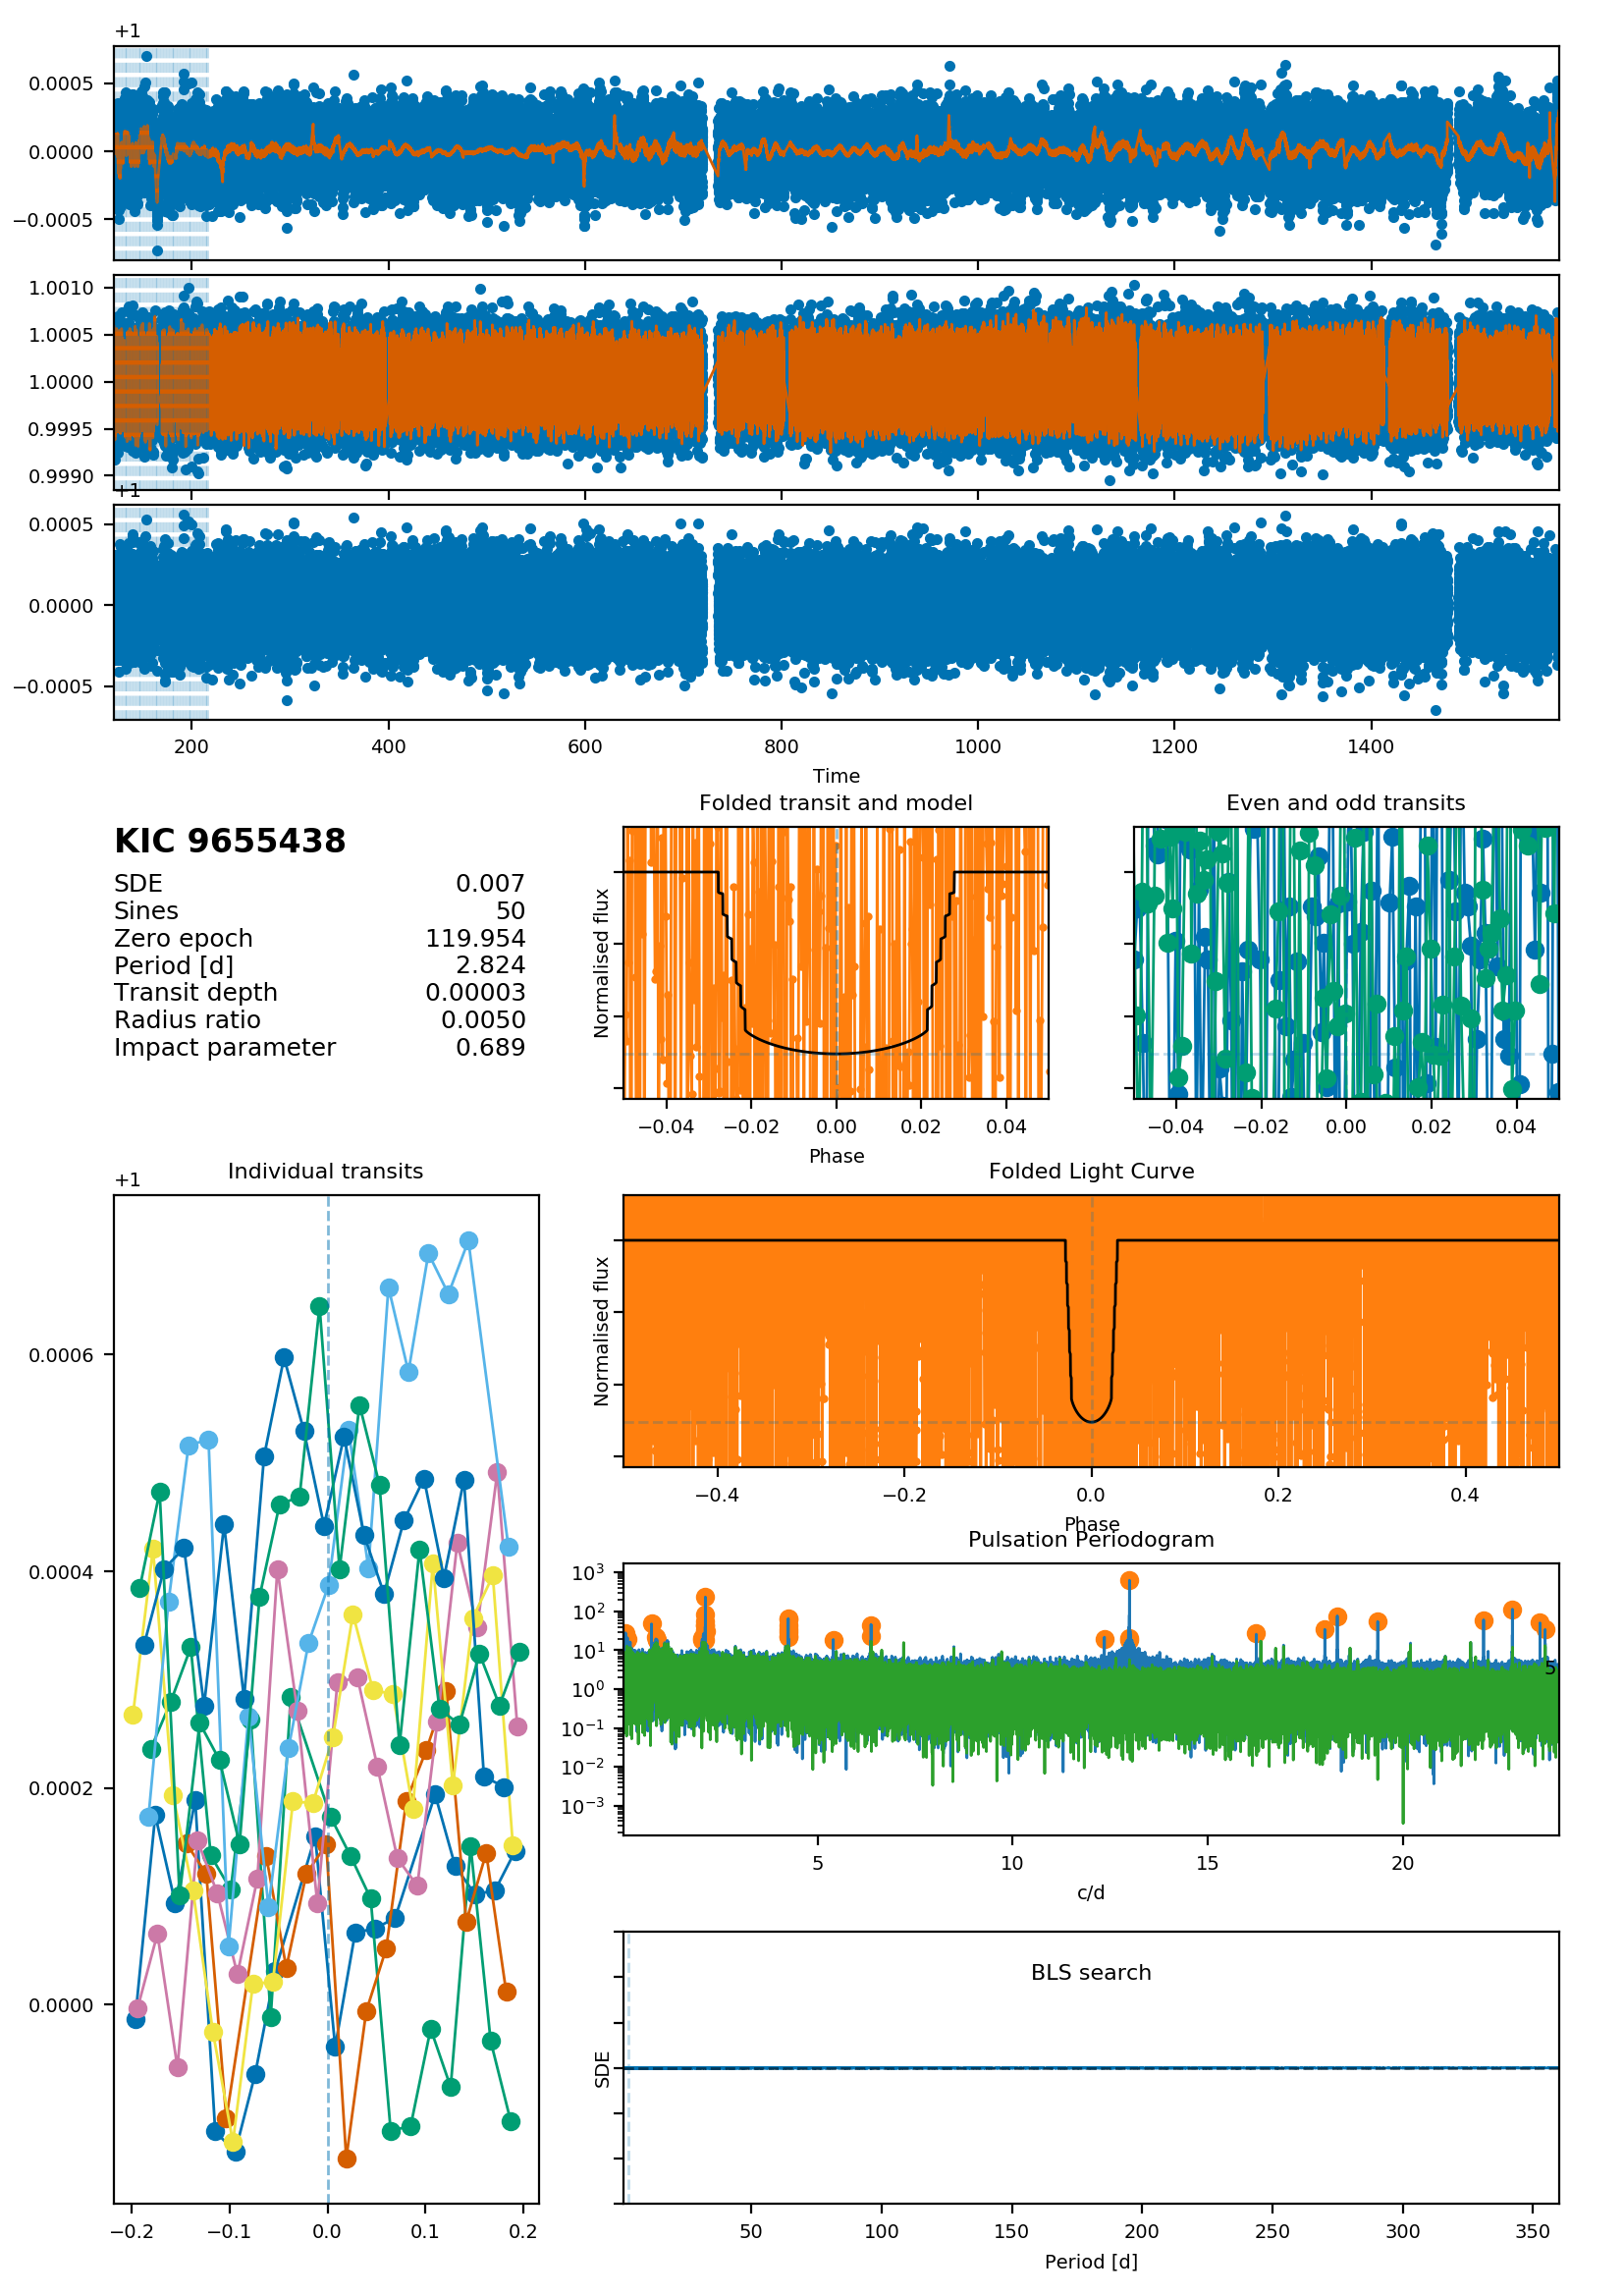 +1
0.0005
0.0000
−0.0005
1.0010
1.0005
1.0000
0.9995
0.9990
+1
0.0005
0.0000
−0.0005
200 400 600 800 1000 1200 1400
Time
KIC 9655438
SDE 0.007
Sines 50
Zero epoch 119.954
Period [d] 2.824
Transit depth 0.00003
Radius ratio 0.0050
Impact parameter 0.689
Folded transit and model
Normalised flux
−0.04 −0.02 0.00 0.02 0.04
Phase
Even and odd transits
−0.04 −0.02 0.00 0.02 0.04
Individual transits
+1
0.0006
0.0004
0.0002
0.0000
−0.2 −0.1 0.0 0.1 0.2
Folded Light Curve
Normalised flux
−0.4 −0.2 0.0 0.2 0.4
Phase
Pulsation Periodogram
10³
10²
10¹
10⁰
10⁻¹
10⁻²
10⁻³
5
5 10 15 20
c/d
BLS search
SDE
50 100 150 200 250 300 350
Period [d]